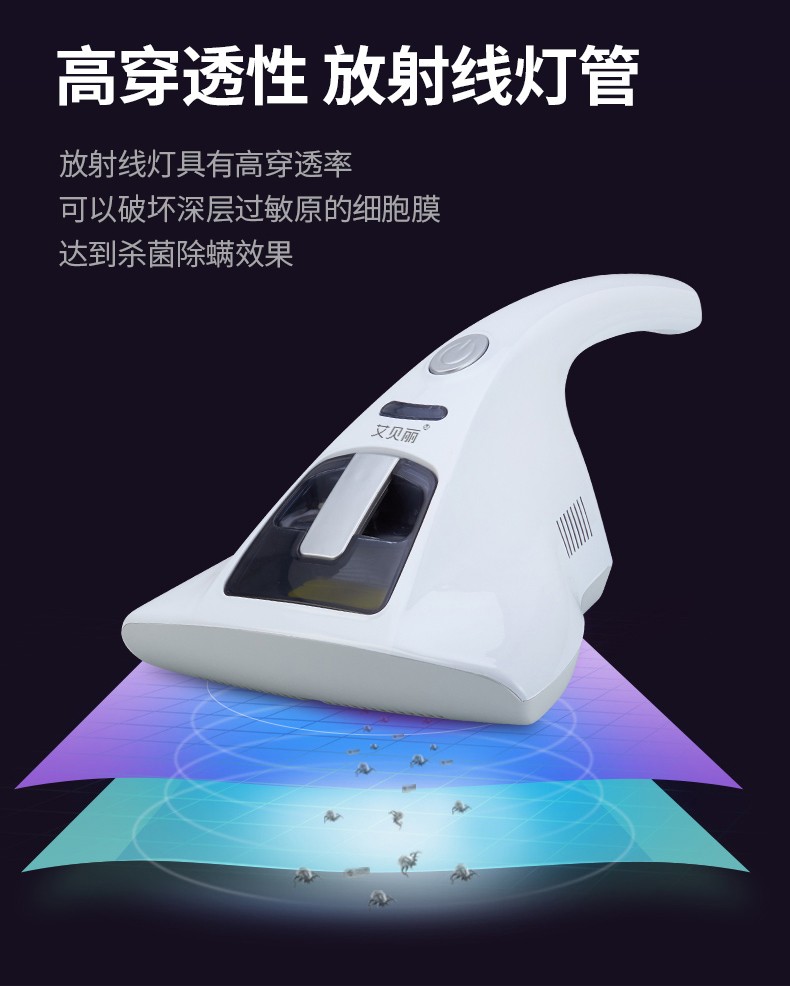 高穿透性 放射线灯管
放射线灯具有高穿透率
可以破坏深层过敏原的细胞膜
达到杀菌除螨效果
艾贝丽®